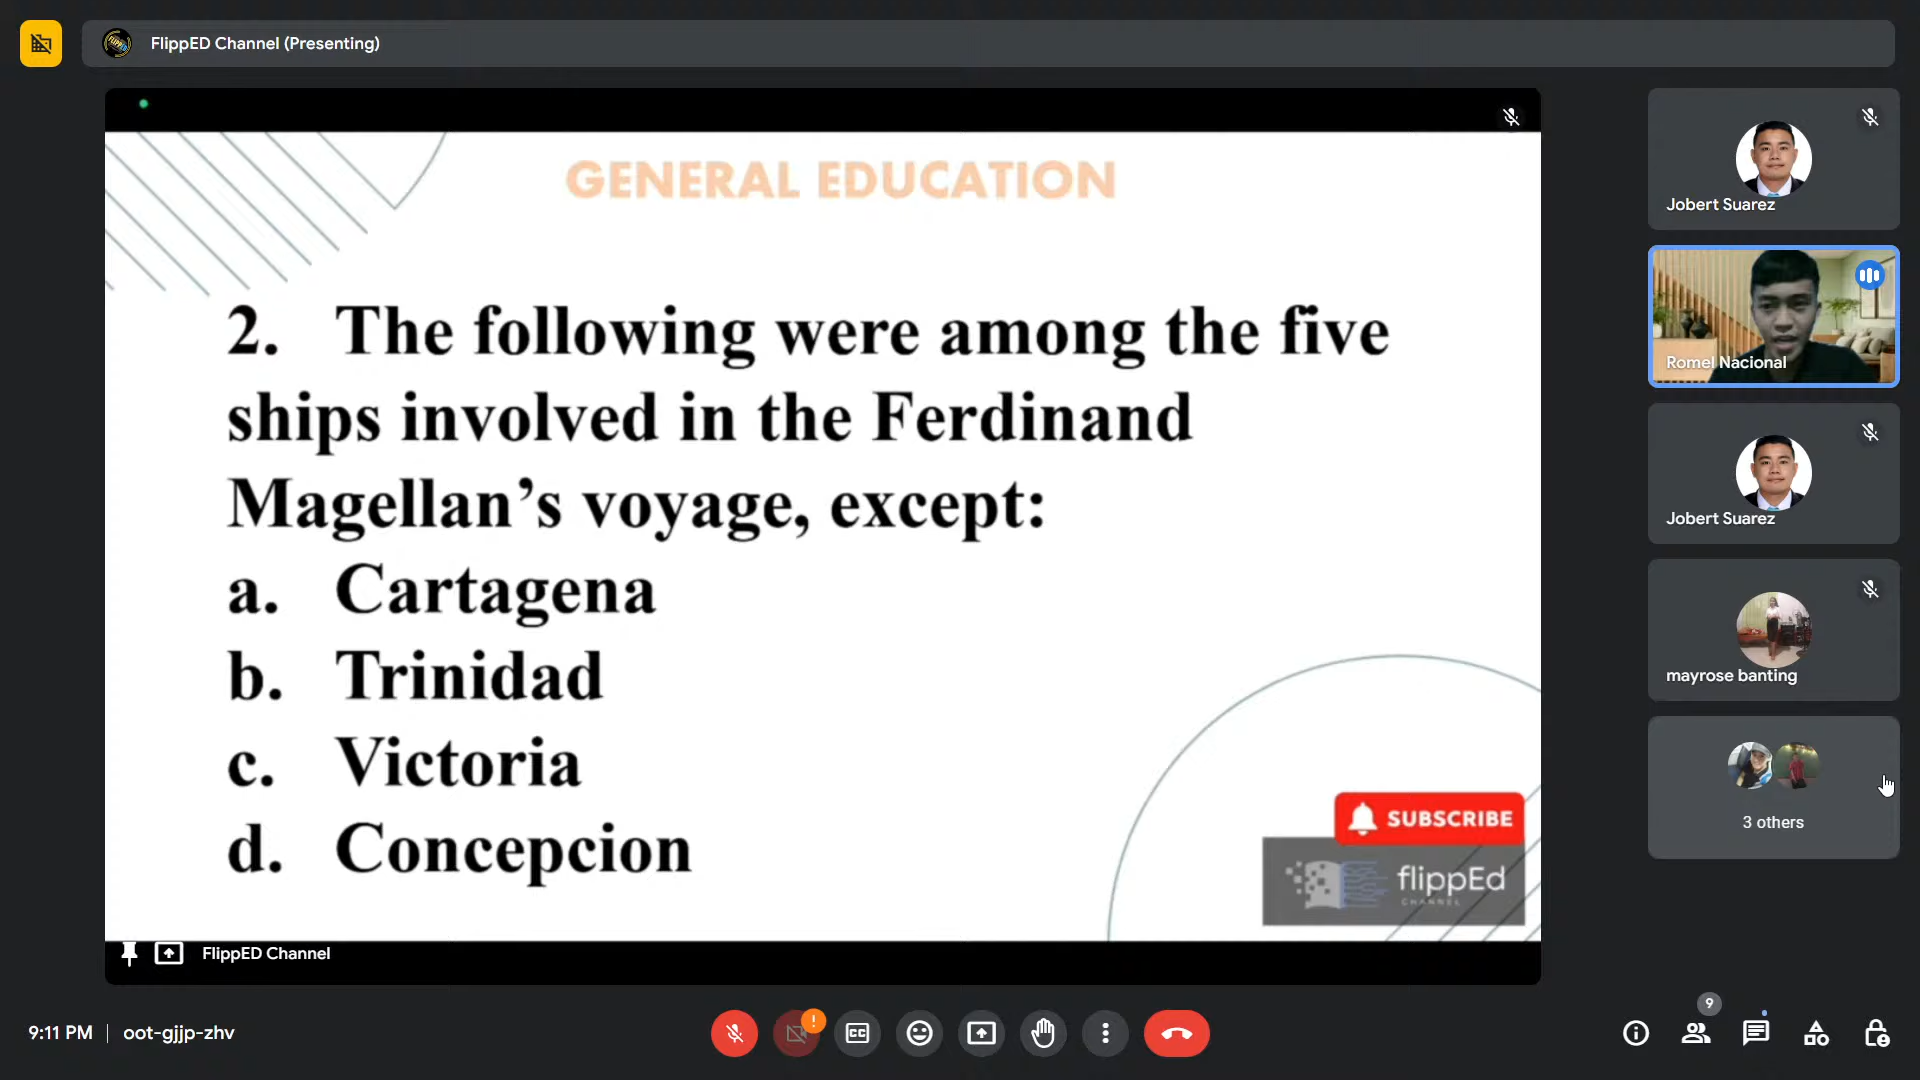 FlippED Channel (Presenting)
GENERAL EDUCATION
2. The following were among the five
ships involved in the Ferdinand
Magellan’s voyage, except:
a. Cartagena
b. Trinidad
c. Victoria
d. Concepcion
SUBSCRIBE
flippEd
CHANNEL
FlippED Channel
Jobert Suarez
Romel Nacional
Jobert Suarez
mayrose banting
3 others
9:11 PM | oot-gjjp-zhv
!
CC
9